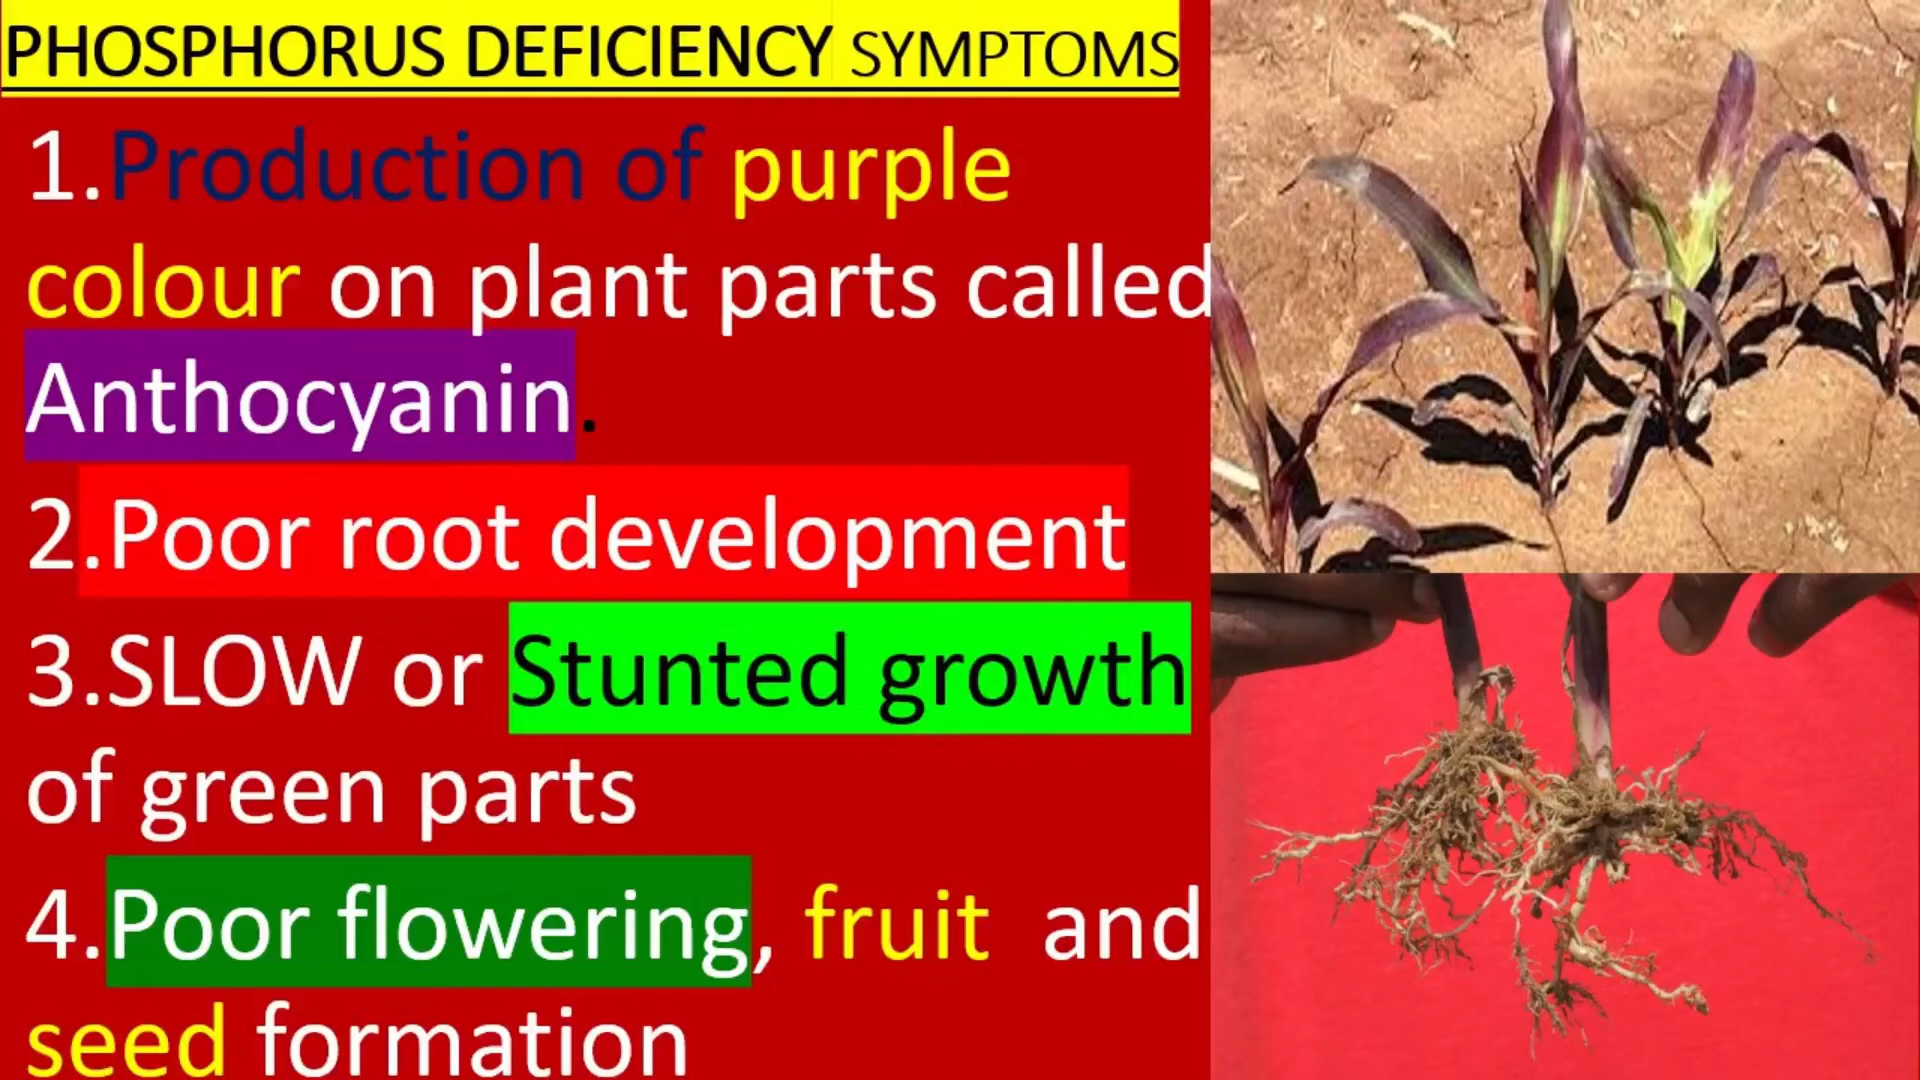 PHOSPHORUS DEFICIENCY SYMPTOMS
1.Production of purple
colour on plant parts called
Anthocyanin.
2.Poor root development
3.SLOW or Stunted growth
of green parts
4.Poor flowering, fruit and
seed formation